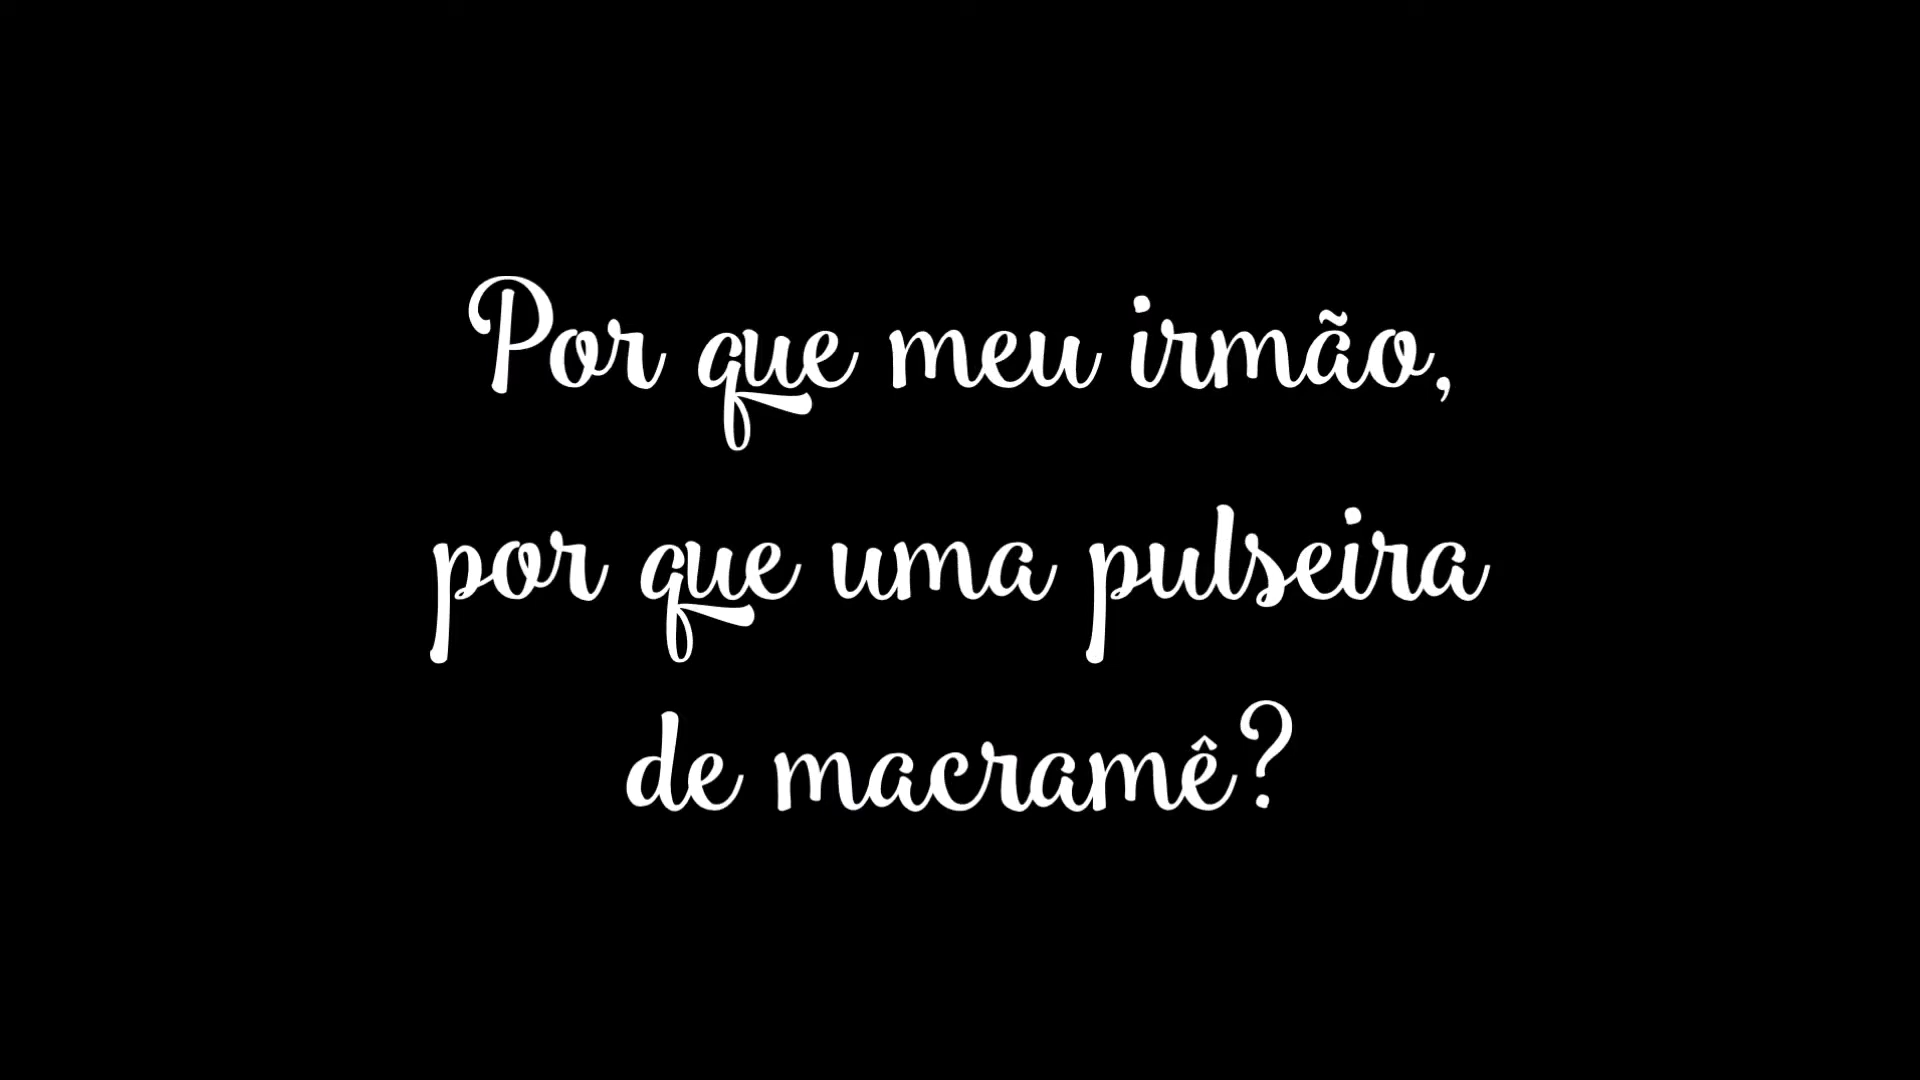 Por que meu irmão,
por que uma pulseira
de macramê?